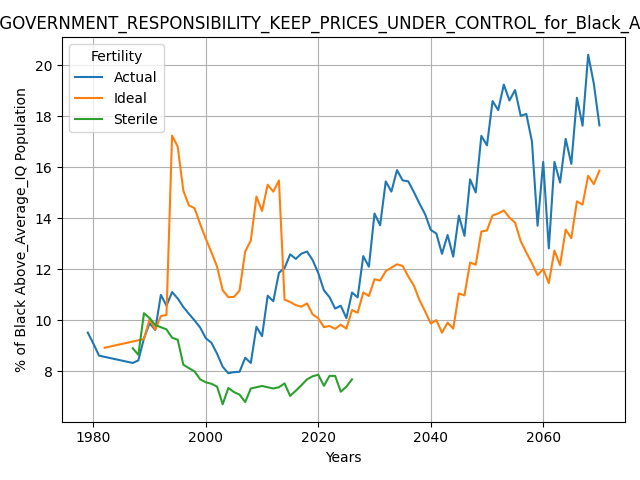 GOVERNMENT_RESPONSIBILITY_KEEP_PRICES_UNDER_CONTROL_for_Black_A
Fertility
Actual
Ideal
Sterile
% of Black Above_Average_IQ Population
20
18
16
14
12
10
8
1980 2000 2020 2040 2060
Years